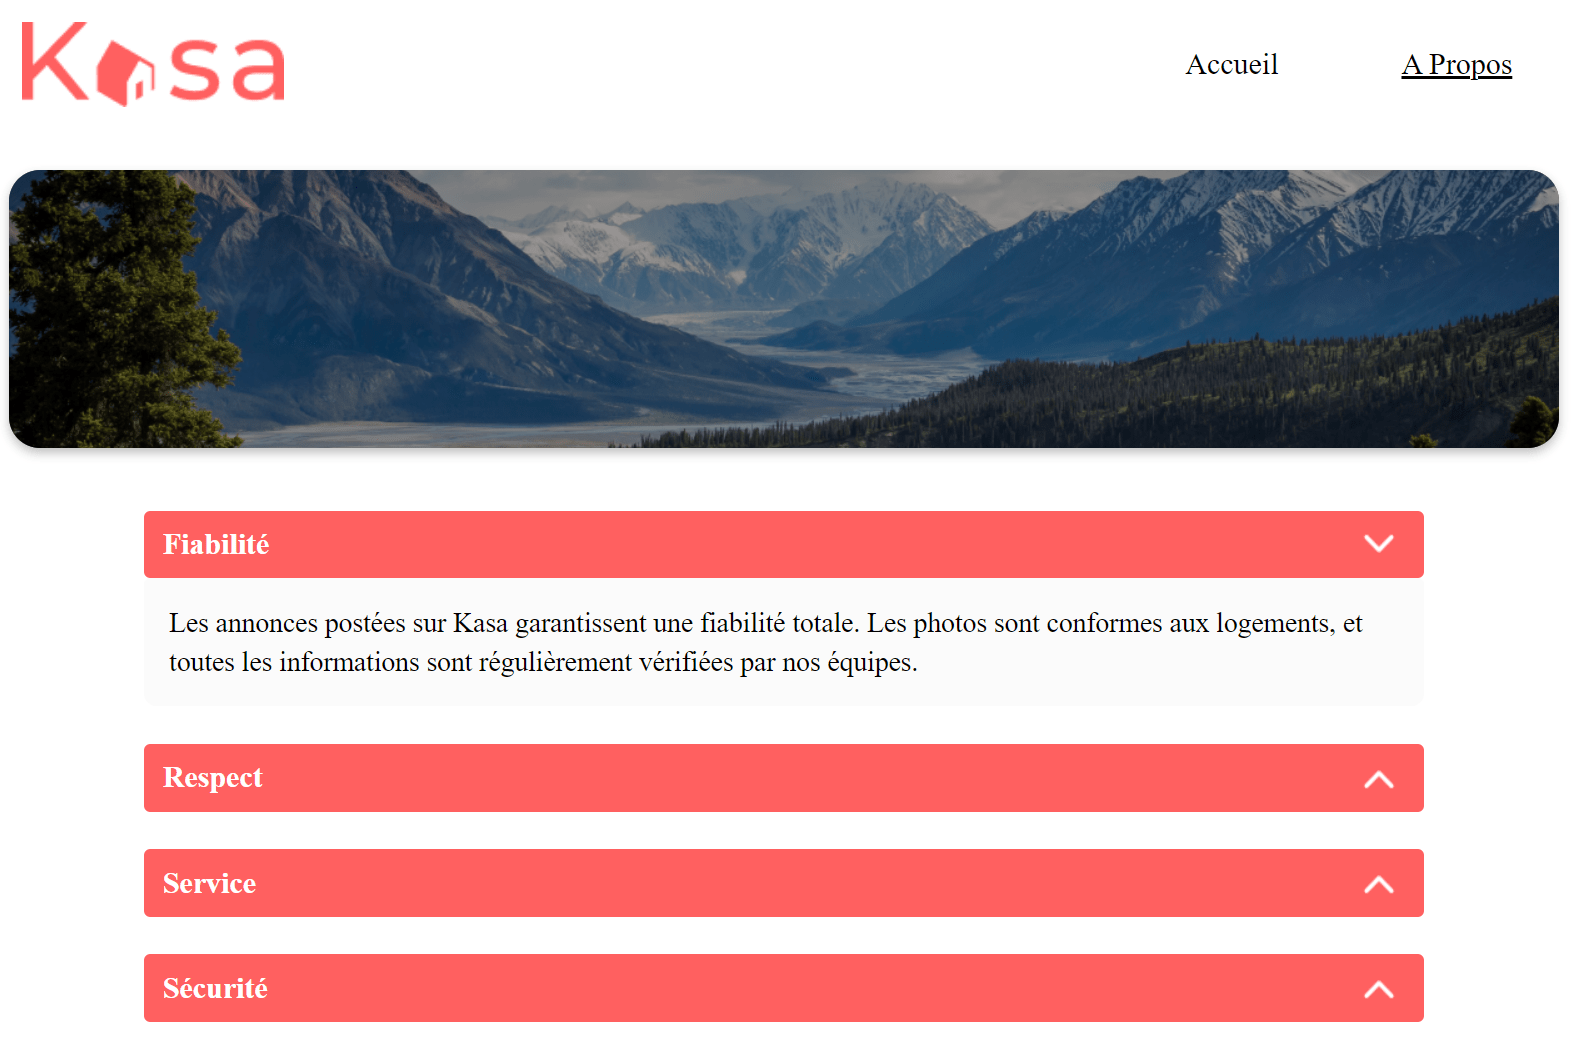 Kasa
Accueil
A Propos
Fiabilité
Les annonces postées sur Kasa garantissent une fiabilité totale. Les photos sont conformes aux logements, et
toutes les informations sont régulièrement vérifiées par nos équipes.
Respect
Service
Sécurité